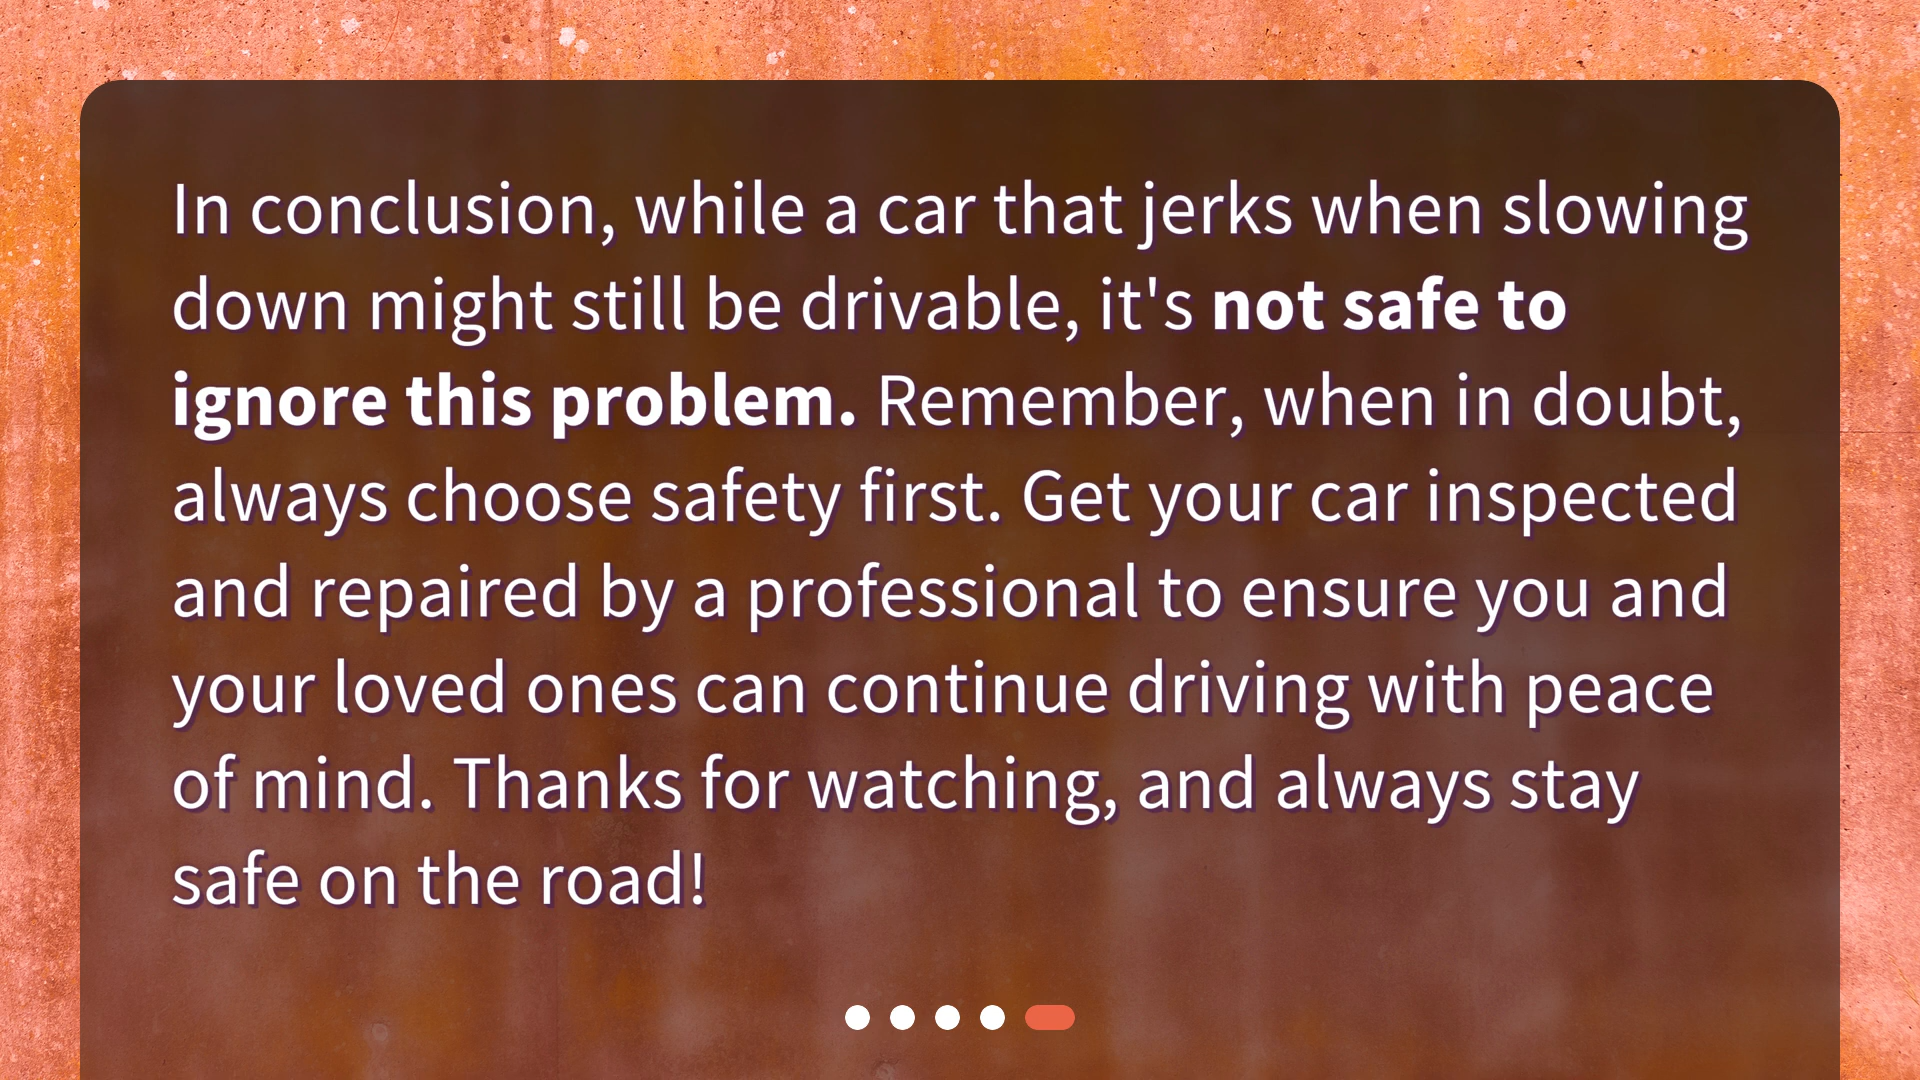 In conclusion, while a car that jerks when slowing
down might still be drivable, it's not safe to
ignore this problem. Remember, when in doubt,
always choose safety first. Get your car inspected
and repaired by a professional to ensure you and
your loved ones can continue driving with peace
of mind. Thanks for watching, and always stay
safe on the road!